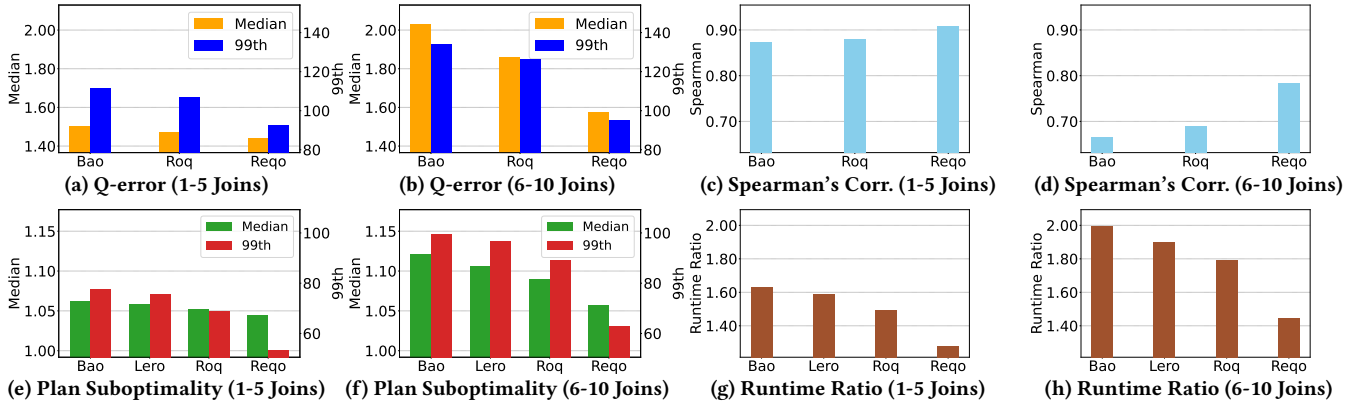 Median
99th
2.00
1.80
1.60
1.40
Median
140
120
100
80
99th
Bao
Roq
Reqo
(a) Q-error (1-5 Joins)
Median
99th
2.00
1.80
1.60
1.40
Median
140
120
100
80
99th
Bao
Roq
Reqo
(b) Q-error (6-10 Joins)
0.90
0.80
0.70
Spearman
Bao
Roq
Reqo
(c) Spearman's Corr. (1-5 Joins)
0.90
0.80
0.70
Spearman
Bao
Roq
Reqo
(d) Spearman's Corr. (6-10 Joins)
Median
99th
1.15
1.10
1.05
1.00
Median
100
80
60
99th
Bao
Lero
Roq
Reqo
(e) Plan Suboptimality (1-5 Joins)
Median
99th
1.15
1.10
1.05
1.00
Median
100
80
60
99th
Bao
Lero
Roq
Reqo
(f) Plan Suboptimality (6-10 Joins)
2.00
1.80
1.60
1.40
Runtime Ratio
Bao
Lero
Roq
Reqo
(g) Runtime Ratio (1-5 Joins)
2.00
1.80
1.60
1.40
Runtime Ratio
Bao
Lero
Roq
Reqo
(h) Runtime Ratio (6-10 Joins)